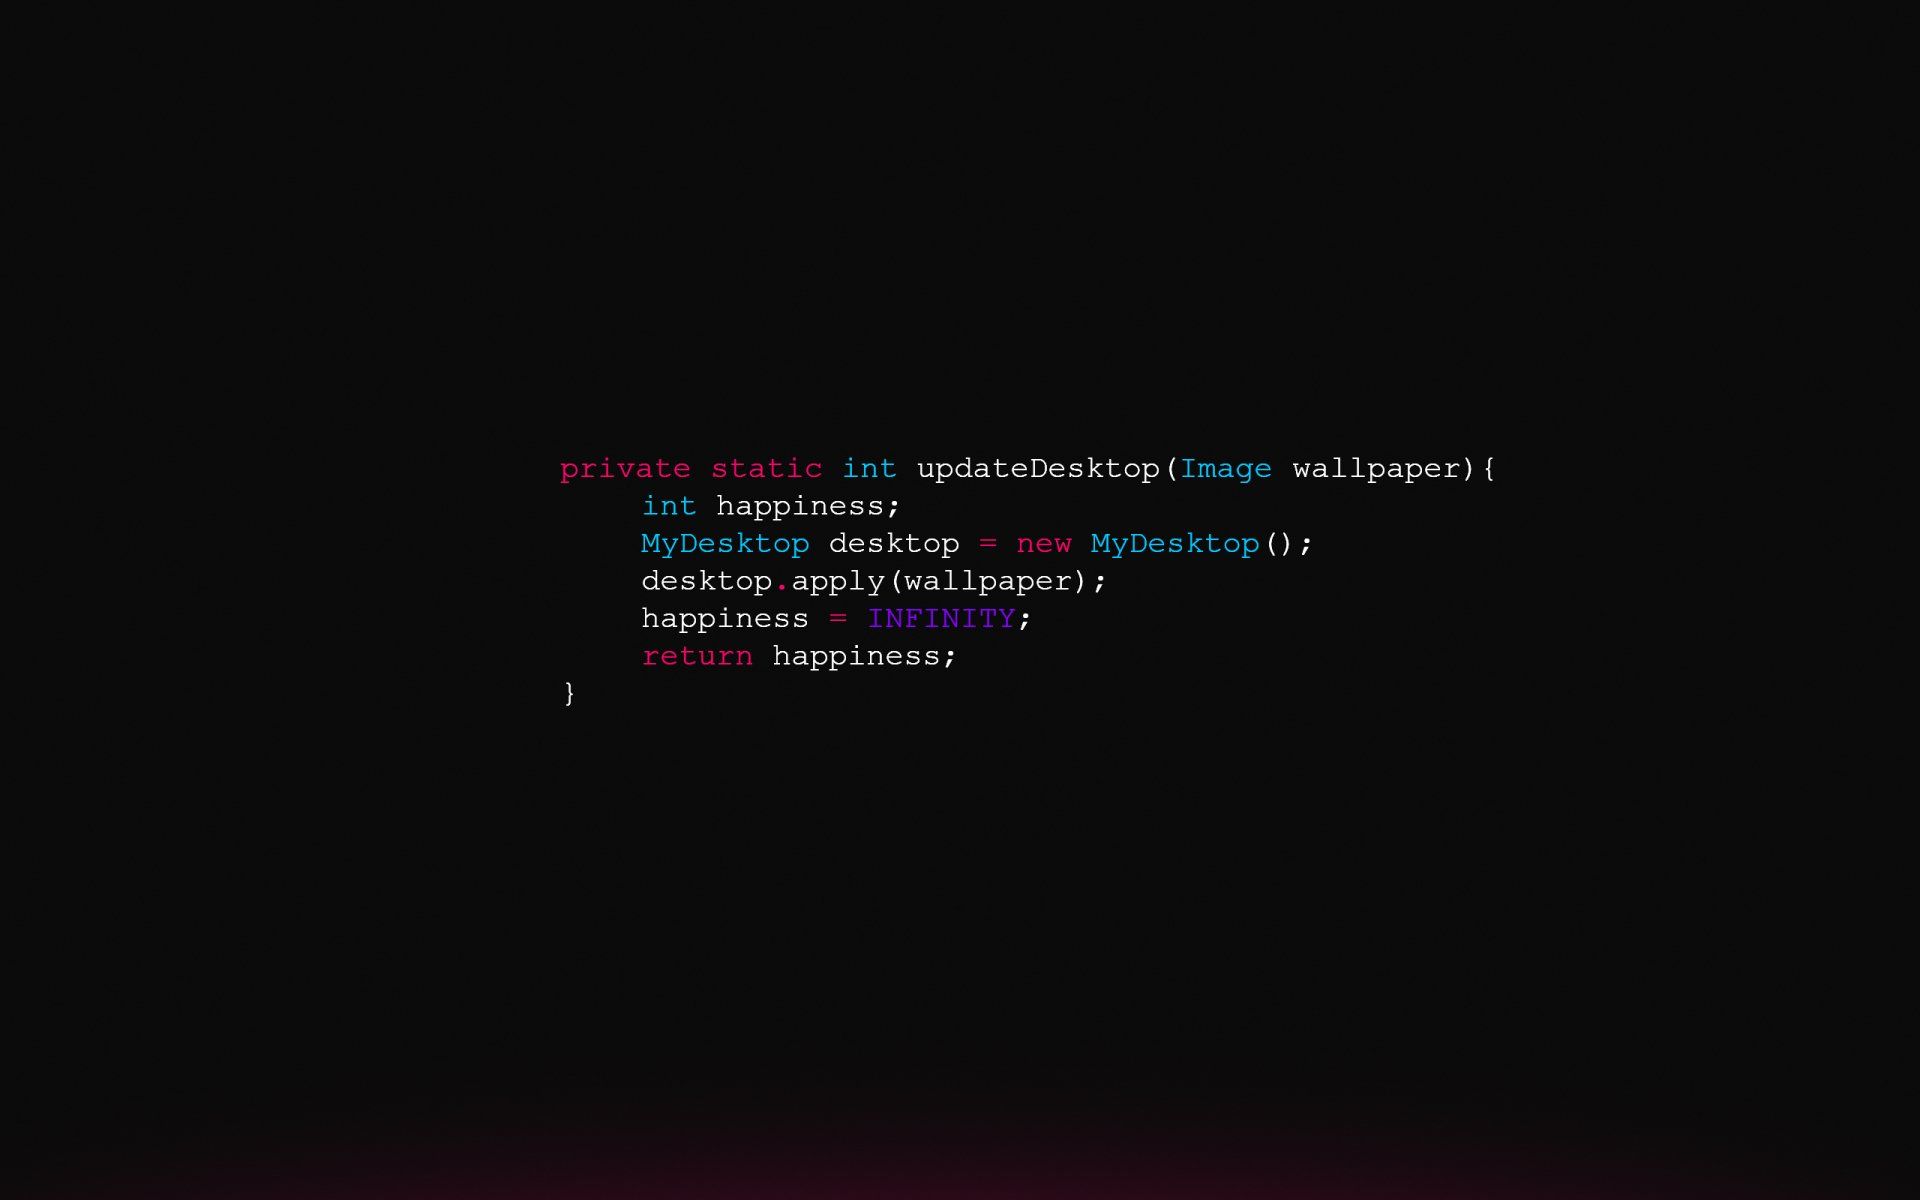 private static int updateDesktop(Image wallpaper){
int happiness;
MyDesktop desktop = new MyDesktop();
desktop.apply(wallpaper);
happiness = INFINITY;
return happiness;
}